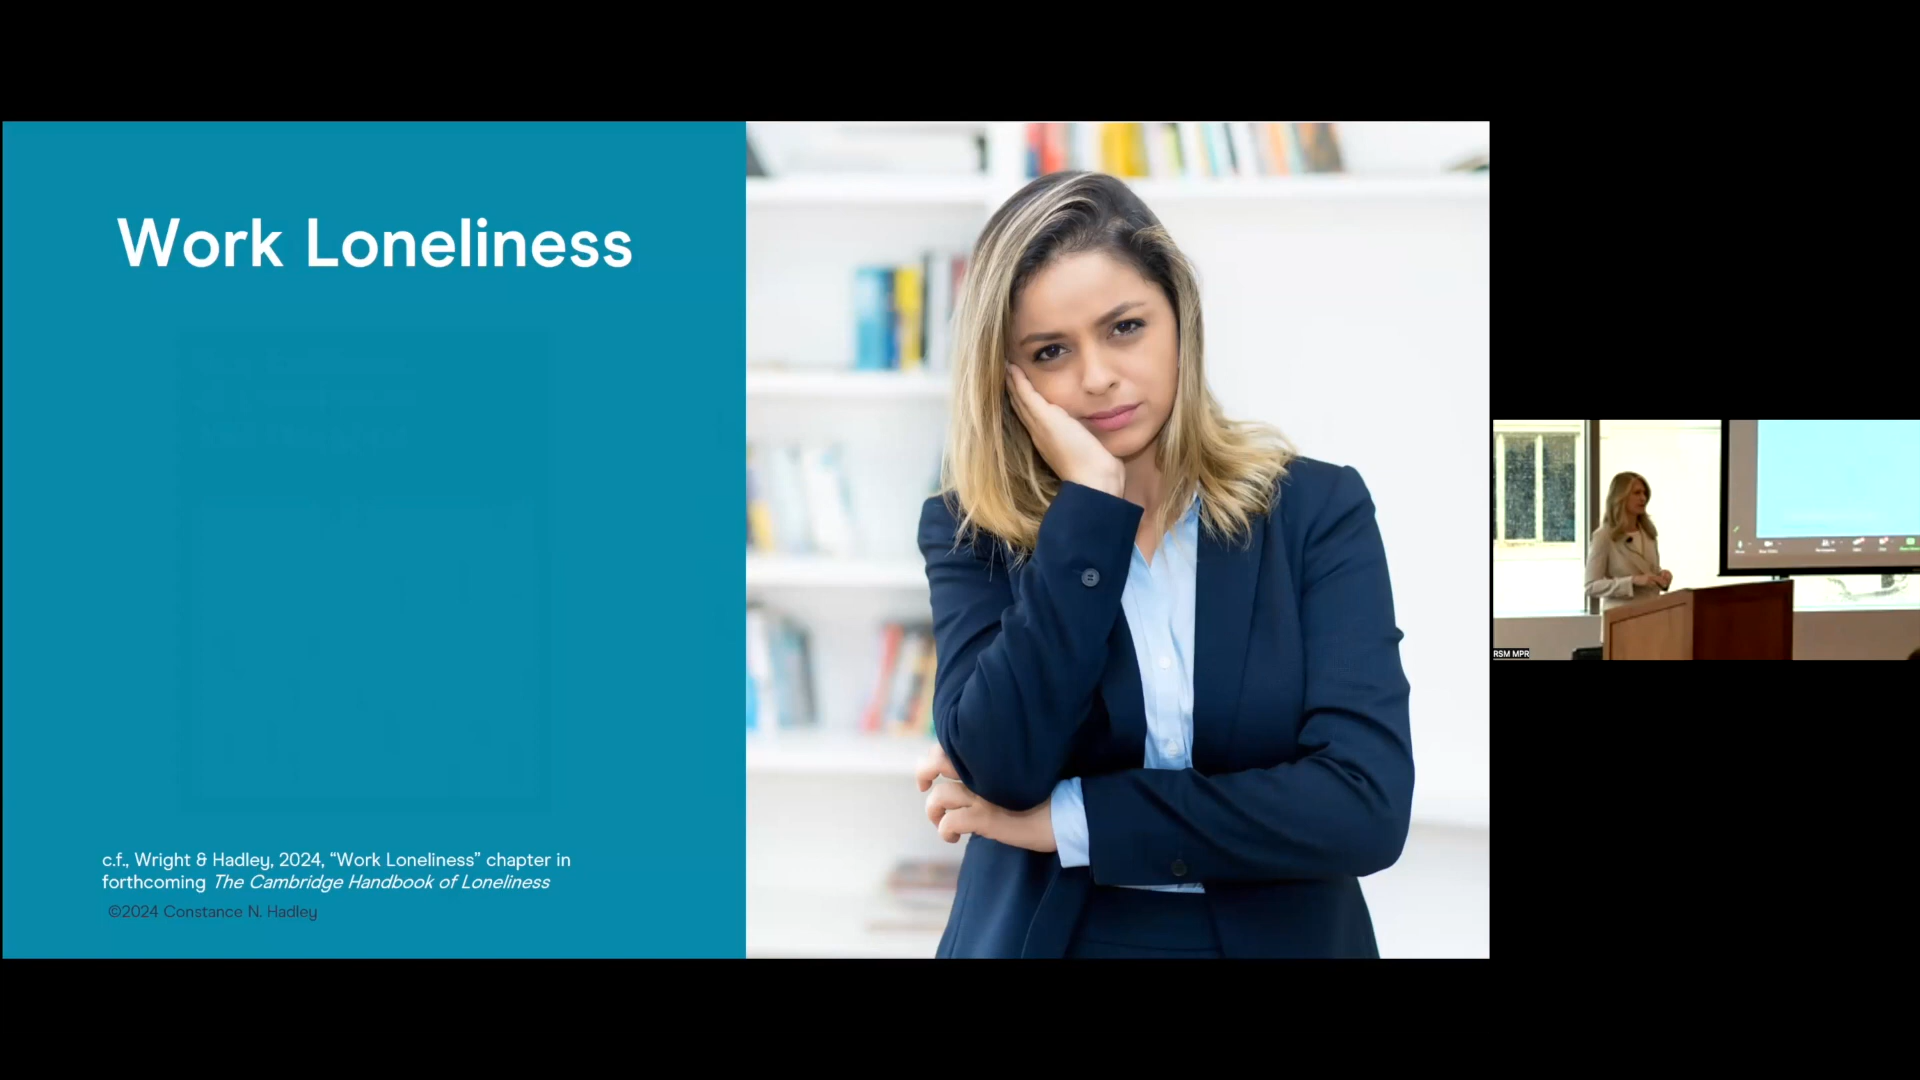 Work Loneliness
c.f., Wright & Hadley, 2024, “Work Loneliness” chapter in
forthcoming The Cambridge Handbook of Loneliness
©2024 Constance N. Hadley
RSM MPR